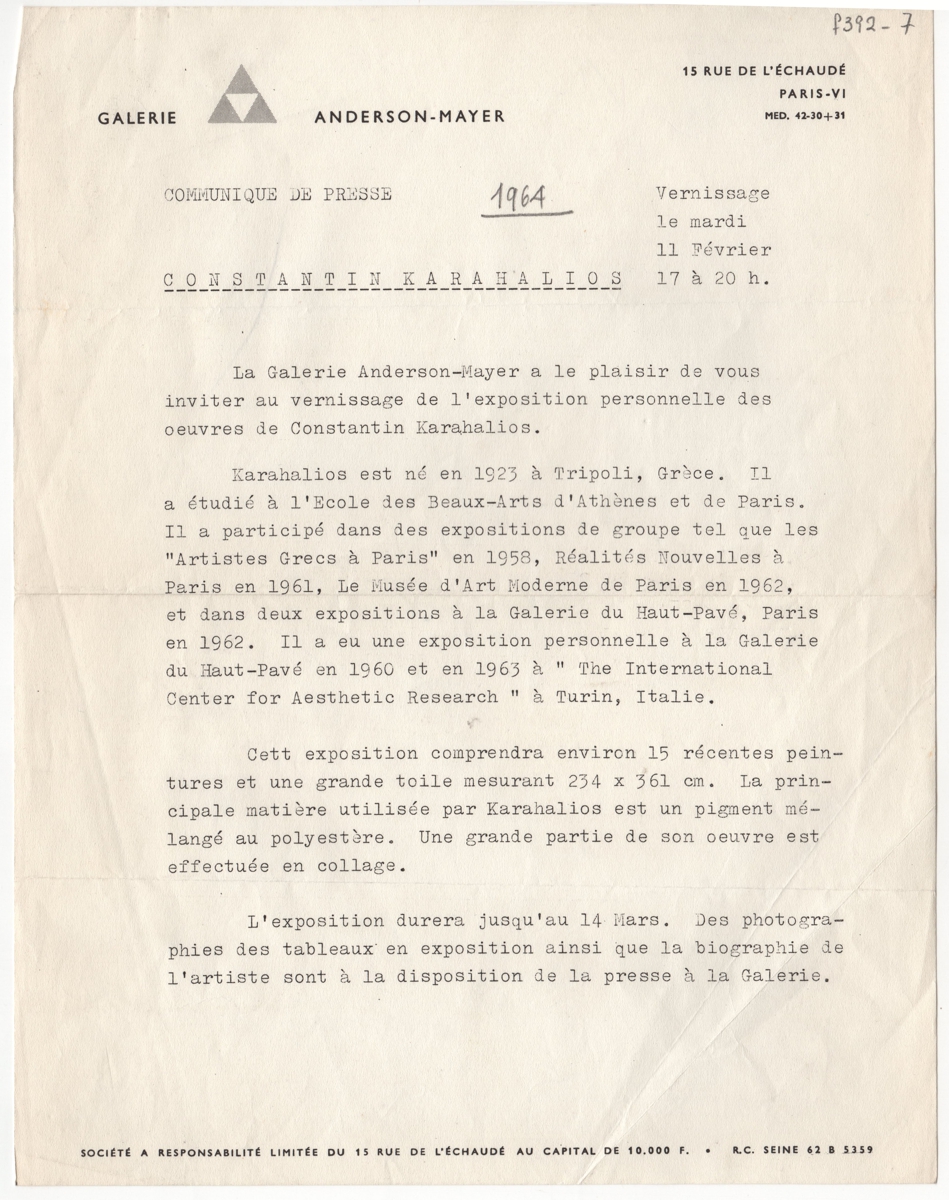 f392-7
GALERIE ANDERSON-MAYER
15 RUE DE L'ÉCHAUDÉ
PARIS-VI
MED. 42-30+31
COMMUNIQUE DE PRESSE
1964
Vernissage
le mardi
11 Février
17 à 20 h.
CONSTANTIN KARAHALIOS
La Galerie Anderson-Mayer a le plaisir de vous
inviter au vernissage de l'exposition personnelle des
oeuvres de Constantin Karahalios.
Karahalios est né en 1923 à Tripoli, Grèce. Il
a étudié à l'Ecole des Beaux-Arts d'Athènes et de Paris.
Il a participé dans des expositions de groupe tel que les
"Artistes Grecs à Paris" en 1958, Réalités Nouvelles à
Paris en 1961, Le Musée d'Art Moderne de Paris en 1962,
et dans deux expositions à la Galerie du Haut-Pavé, Paris
en 1962. Il a eu une exposition personnelle à la Galerie
du Haut-Pavé en 1960 et en 1963 à " The International
Center for Aesthetic Research " à Turin, Italie.
Cett exposition comprendra environ 15 récentes pein-
tures et une grande toile mesurant 234 x 361 cm. La prin-
cipale matière utilisée par Karahalios est un pigment mé-
langé au polyestère. Une grande partie de son oeuvre est
effectuée en collage.
L'exposition durera jusqu'au 14 Mars. Des photogra-
phies des tableaux en exposition ainsi que la biographie de
l'artiste sont à la disposition de la presse à la Galerie.
SOCIÉTÉ A RESPONSABILITÉ LIMITÉE DU 15 RUE DE L'ÉCHAUDÉ AU CAPITAL DE 10.000 F. • R.C. SEINE 62 B 5359